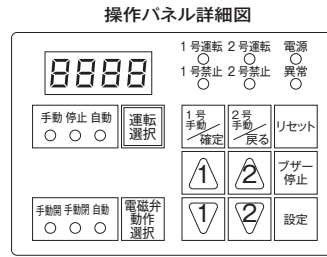 操作パネル詳細図
8888
1号運転 2号運転 電源
1号禁止 2号禁止 異常
手動 停止 自動
運転
選択
1号
手動／確定
2号
手動／戻る
リセット
1
2
ブザー
停止
手動開 手動閉 自動
電磁弁
動作
選択
1
2
設定